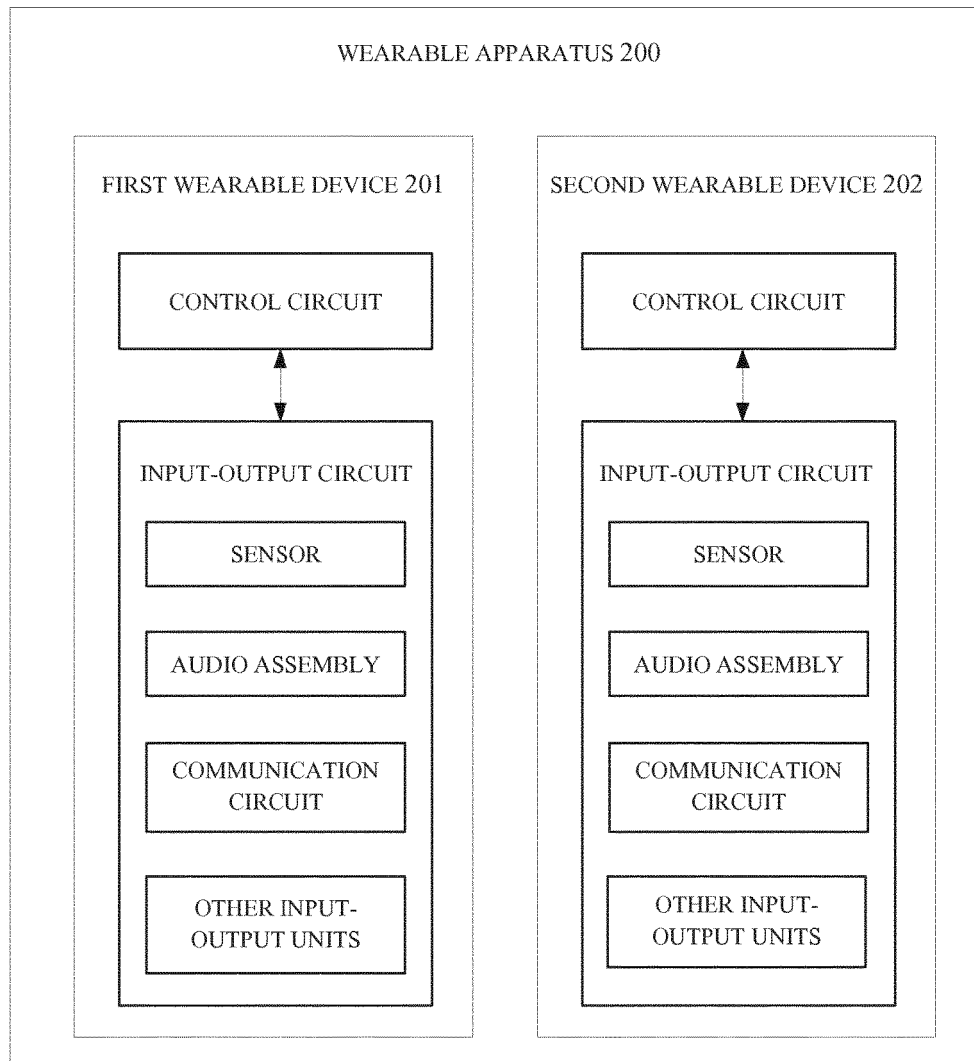 WEARABLE APPARATUS 200
FIRST WEARABLE DEVICE 201
CONTROL CIRCUIT
INPUT-OUTPUT CIRCUIT
SENSOR
AUDIO ASSEMBLY
COMMUNICATION
CIRCUIT
OTHER INPUT-
OUTPUT UNITS
SECOND WEARABLE DEVICE 202
CONTROL CIRCUIT
INPUT-OUTPUT CIRCUIT
SENSOR
AUDIO ASSEMBLY
COMMUNICATION
CIRCUIT
OTHER INPUT-
OUTPUT UNITS